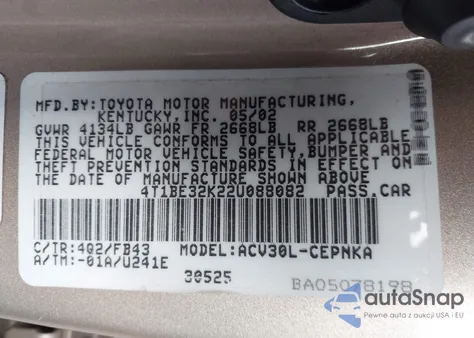 MFD.BY:TOYOTA MOTOR MANUFACTURING,
KENTUCKY,INC. 05/02
GVWR 4134LB GAWR FR 2668LB RR 2668LB
THIS VEHICLE CONFORMS TO ALL APPLICABLE
FEDERAL MOTOR VEHICLE SAFETY,BUMPER AND
THEFT PREVENTION STANDARDS IN EFFECT ON
THE DATE OF MANUFACTURE SHOWN ABOVE
4T1BE32K22U088082 PASS.CAR
C/TR:4Q2/FB43 MODEL:ACV30L-CEPNKA
A/TM:-01A/U241E
30525 BA05078198
autoSnap
Pewne auta z aukcji USA i EU